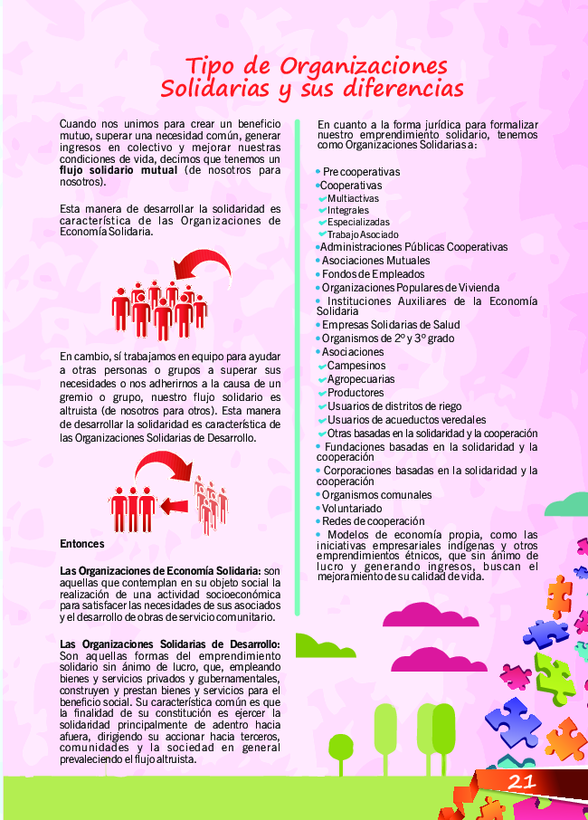 Tipo de Organizaciones
Solidarias y sus diferencias
Cuando nos unimos para crear un beneficio
mutuo, superar una necesidad común, generar
ingresos en colectivo y mejorar nuestras
condiciones de vida, decimos que tenemos un
flujo solidario mutual (de nosotros para
nosotros).
Esta manera de desarrollar la solidaridad es
característica de las Organizaciones de
Economía Solidaria.
En cambio, sí trabajamos en equipo para ayudar
a otras personas o grupos a superar sus
necesidades o nos adherirnos a la causa de un
gremio o grupo, nuestro flujo solidario es
altruista (de nosotros para otros). Esta manera
de desarrollar la solidaridad es característica de
las Organizaciones Solidarias de Desarrollo.
Entonces
Las Organizaciones de Economía Solidaria: son
aquellas que contemplan en su objeto social la
realización de una actividad socioeconómica
para satisfacer las necesidades de sus asociados
y el desarrollo de obras de servicio comunitario.
Las Organizaciones Solidarias de Desarrollo:
Son aquellas formas del emprendimiento
solidario sin ánimo de lucro, que, empleando
bienes y servicios privados y gubernamentales,
construyen y prestan bienes y servicios para el
beneficio social. Su característica común es que
la finalidad de su constitución es ejercer la
solidaridad principalmente de adentro hacia
afuera, dirigiendo su accionar hacia terceros,
comunidades y la sociedad en general
prevaleciendo el flujo altruista.
En cuanto a la forma jurídica para formalizar
nuestro emprendimiento solidario, tenemos
como Organizaciones Solidarias a:
• Pre cooperativas
•Cooperativas
✓Multiactivas
✓Integrales
✓Especializadas
✓Trabajo Asociado
•Administraciones Públicas Cooperativas
• Asociaciones Mutuales
• Fondos de Empleados
• Organizaciones Populares de Vivienda
• Instituciones Auxiliares de la Economía
Solidaria
• Empresas Solidarias de Salud
• Organismos de 2º y 3º grado
• Asociaciones
✓Campesinos
✓Agropecuarias
✓Productores
✓Usuarios de distritos de riego
✓Usuarios de acueductos veredales
✓Otras basadas en la solidaridad y la cooperación
• Fundaciones basadas en la solidaridad y la
cooperación
• Corporaciones basadas en la solidaridad y la
cooperación
• Organismos comunales
• Voluntariado
• Redes de cooperación
• Modelos de economía propia, como las
iniciativas empresariales indígenas y otros
emprendimientos étnicos, que sin ánimo de
lucro y generando ingresos, buscan el
mejoramiento de su calidad de vida.
21